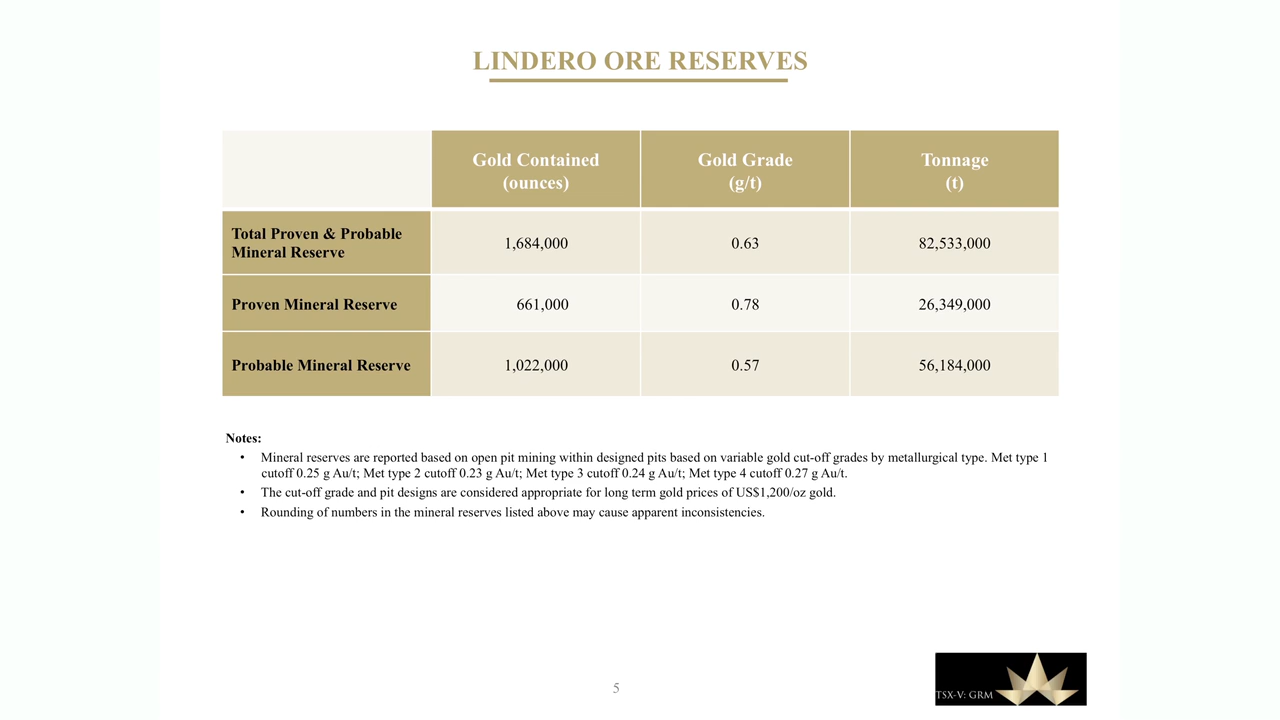 LINDERO ORE RESERVES
Gold Contained
(ounces)
Gold Grade
(g/t)
Tonnage
(t)
Total Proven & Probable
Mineral Reserve
1,684,000
0.63
82,533,000
Proven Mineral Reserve
661,000
0.78
26,349,000
Probable Mineral Reserve
1,022,000
0.57
56,184,000
Notes:
• Mineral reserves are reported based on open pit mining within designed pits based on variable gold cut-off grades by metallurgical type. Met type 1
cutoff 0.25 g Au/t; Met type 2 cutoff 0.23 g Au/t; Met type 3 cutoff 0.24 g Au/t; Met type 4 cutoff 0.27 g Au/t.
• The cut-off grade and pit designs are considered appropriate for long term gold prices of US$1,200/oz gold.
• Rounding of numbers in the mineral reserves listed above may cause apparent inconsistencies.
5
TSX-V: GRM